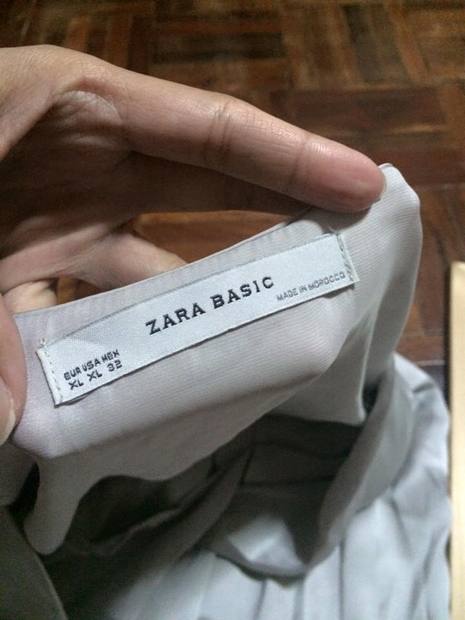 ZARA BASIC
MADE IN MOROCCO
EUR USA MEX
XL XL 32